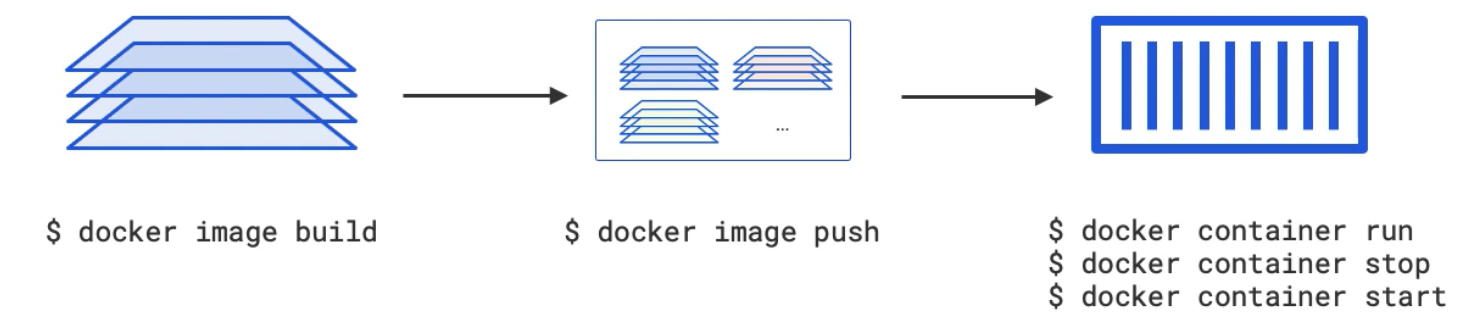 ...
$ docker image build
$ docker image push
$ docker container run
$ docker container stop
$ docker container start